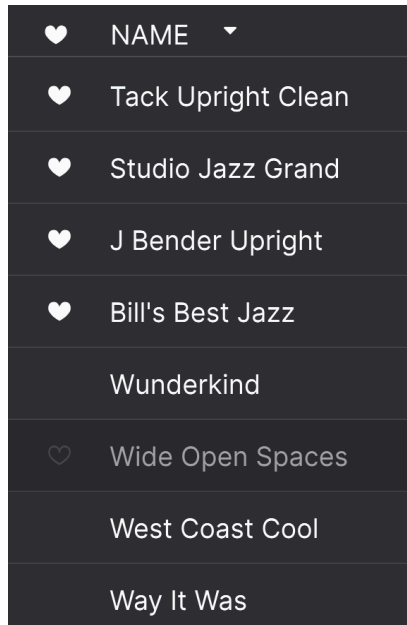 NAME
Tack Upright Clean
Studio Jazz Grand
J Bender Upright
Bill's Best Jazz
Wunderkind
Wide Open Spaces
West Coast Cool
Way It Was